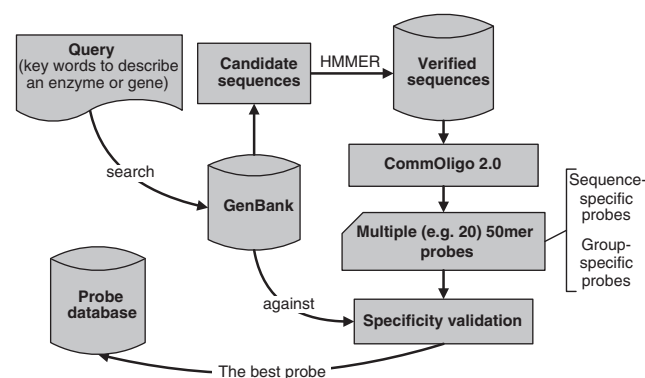 Query
(key words to describe
an enzyme or gene)
Candidate
sequences
HMMER
Verified
sequences
search
GenBank
CommOligo 2.0
Multiple (e.g. 20) 50mer
probes
Sequence-
specific
probes
Group-
specific
probes
against
Specificity validation
Probe
database
The best probe